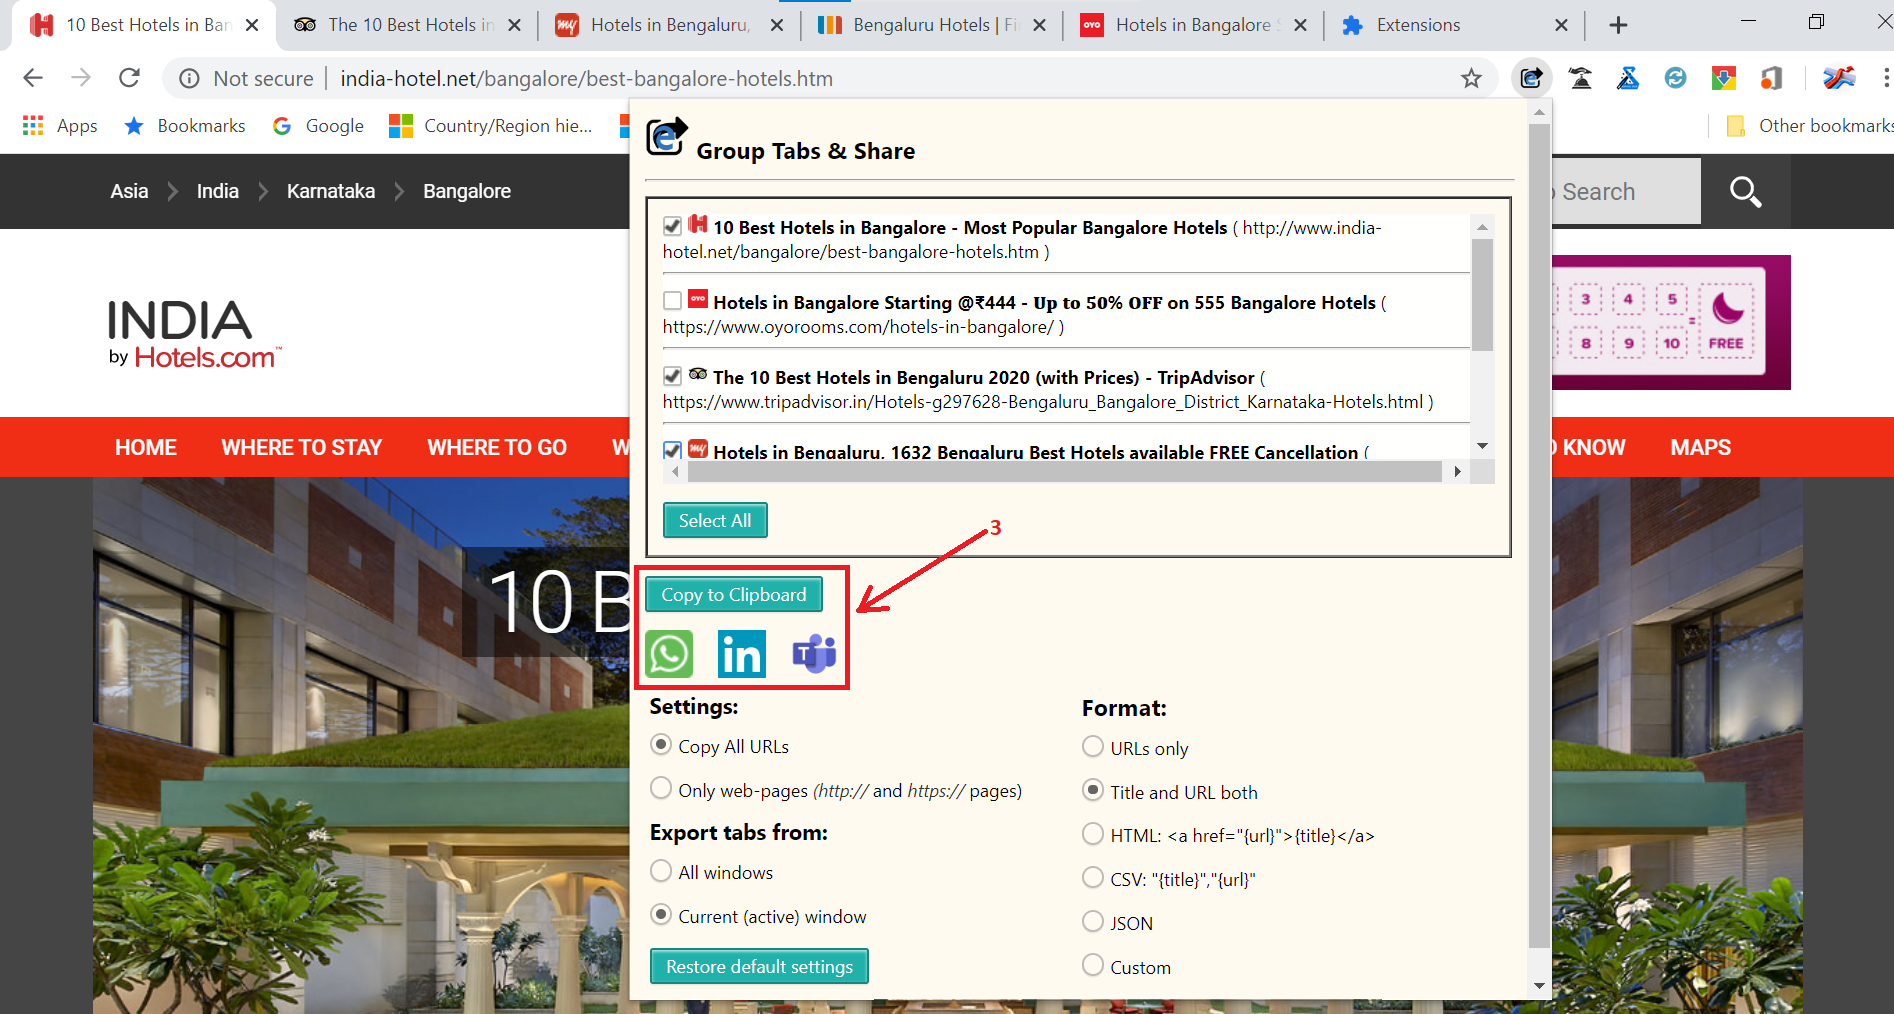 10 Best Hotels in Ban
The 10 Best Hotels in
my
Hotels in Bengaluru,
Bengaluru Hotels | Fi
OYO
Hotels in Bangalore S
Extensions
Not secure
india-hotel.net/bangalore/best-bangalore-hotels.htm
Apps
Bookmarks
Google
Country/Region hie...
Other bookmarks
Group Tabs & Share
Asia
India
Karnataka
Bangalore
Search
10 Best Hotels in Bangalore - Most Popular Bangalore Hotels ( http://www.india-
hotel.net/bangalore/best-bangalore-hotels.htm )
OYO
Hotels in Bangalore Starting @₹444 - 𝐔𝐩 𝐭𝐨 𝟓𝟎% 𝐎𝐅𝐅 on 555 Bangalore Hotels (
https://www.oyorooms.com/hotels-in-bangalore/ )
The 10 Best Hotels in Bengaluru 2020 (with Prices) - TripAdvisor (
https://www.tripadvisor.in/Hotels-g297628-Bengaluru_Bangalore_District_Karnataka-Hotels.html )
my
Hotels in Bengaluru, 1632 Bengaluru Best Hotels available FREE Cancellation (
INDIA
by Hotels.com™
3 4 5
=
8 9 10 FREE
HOME
WHERE TO STAY
WHERE TO GO
W
O KNOW
MAPS
Select All
3
10 B
Copy to Clipboard
in
T
Settings:
Copy All URLs
Only web-pages (http:// and https:// pages)
Export tabs from:
All windows
Current (active) window
Restore default settings
Format:
URLs only
Title and URL both
HTML: <a href="{url}">{title}</a>
CSV: "{title}","{url}"
JSON
Custom